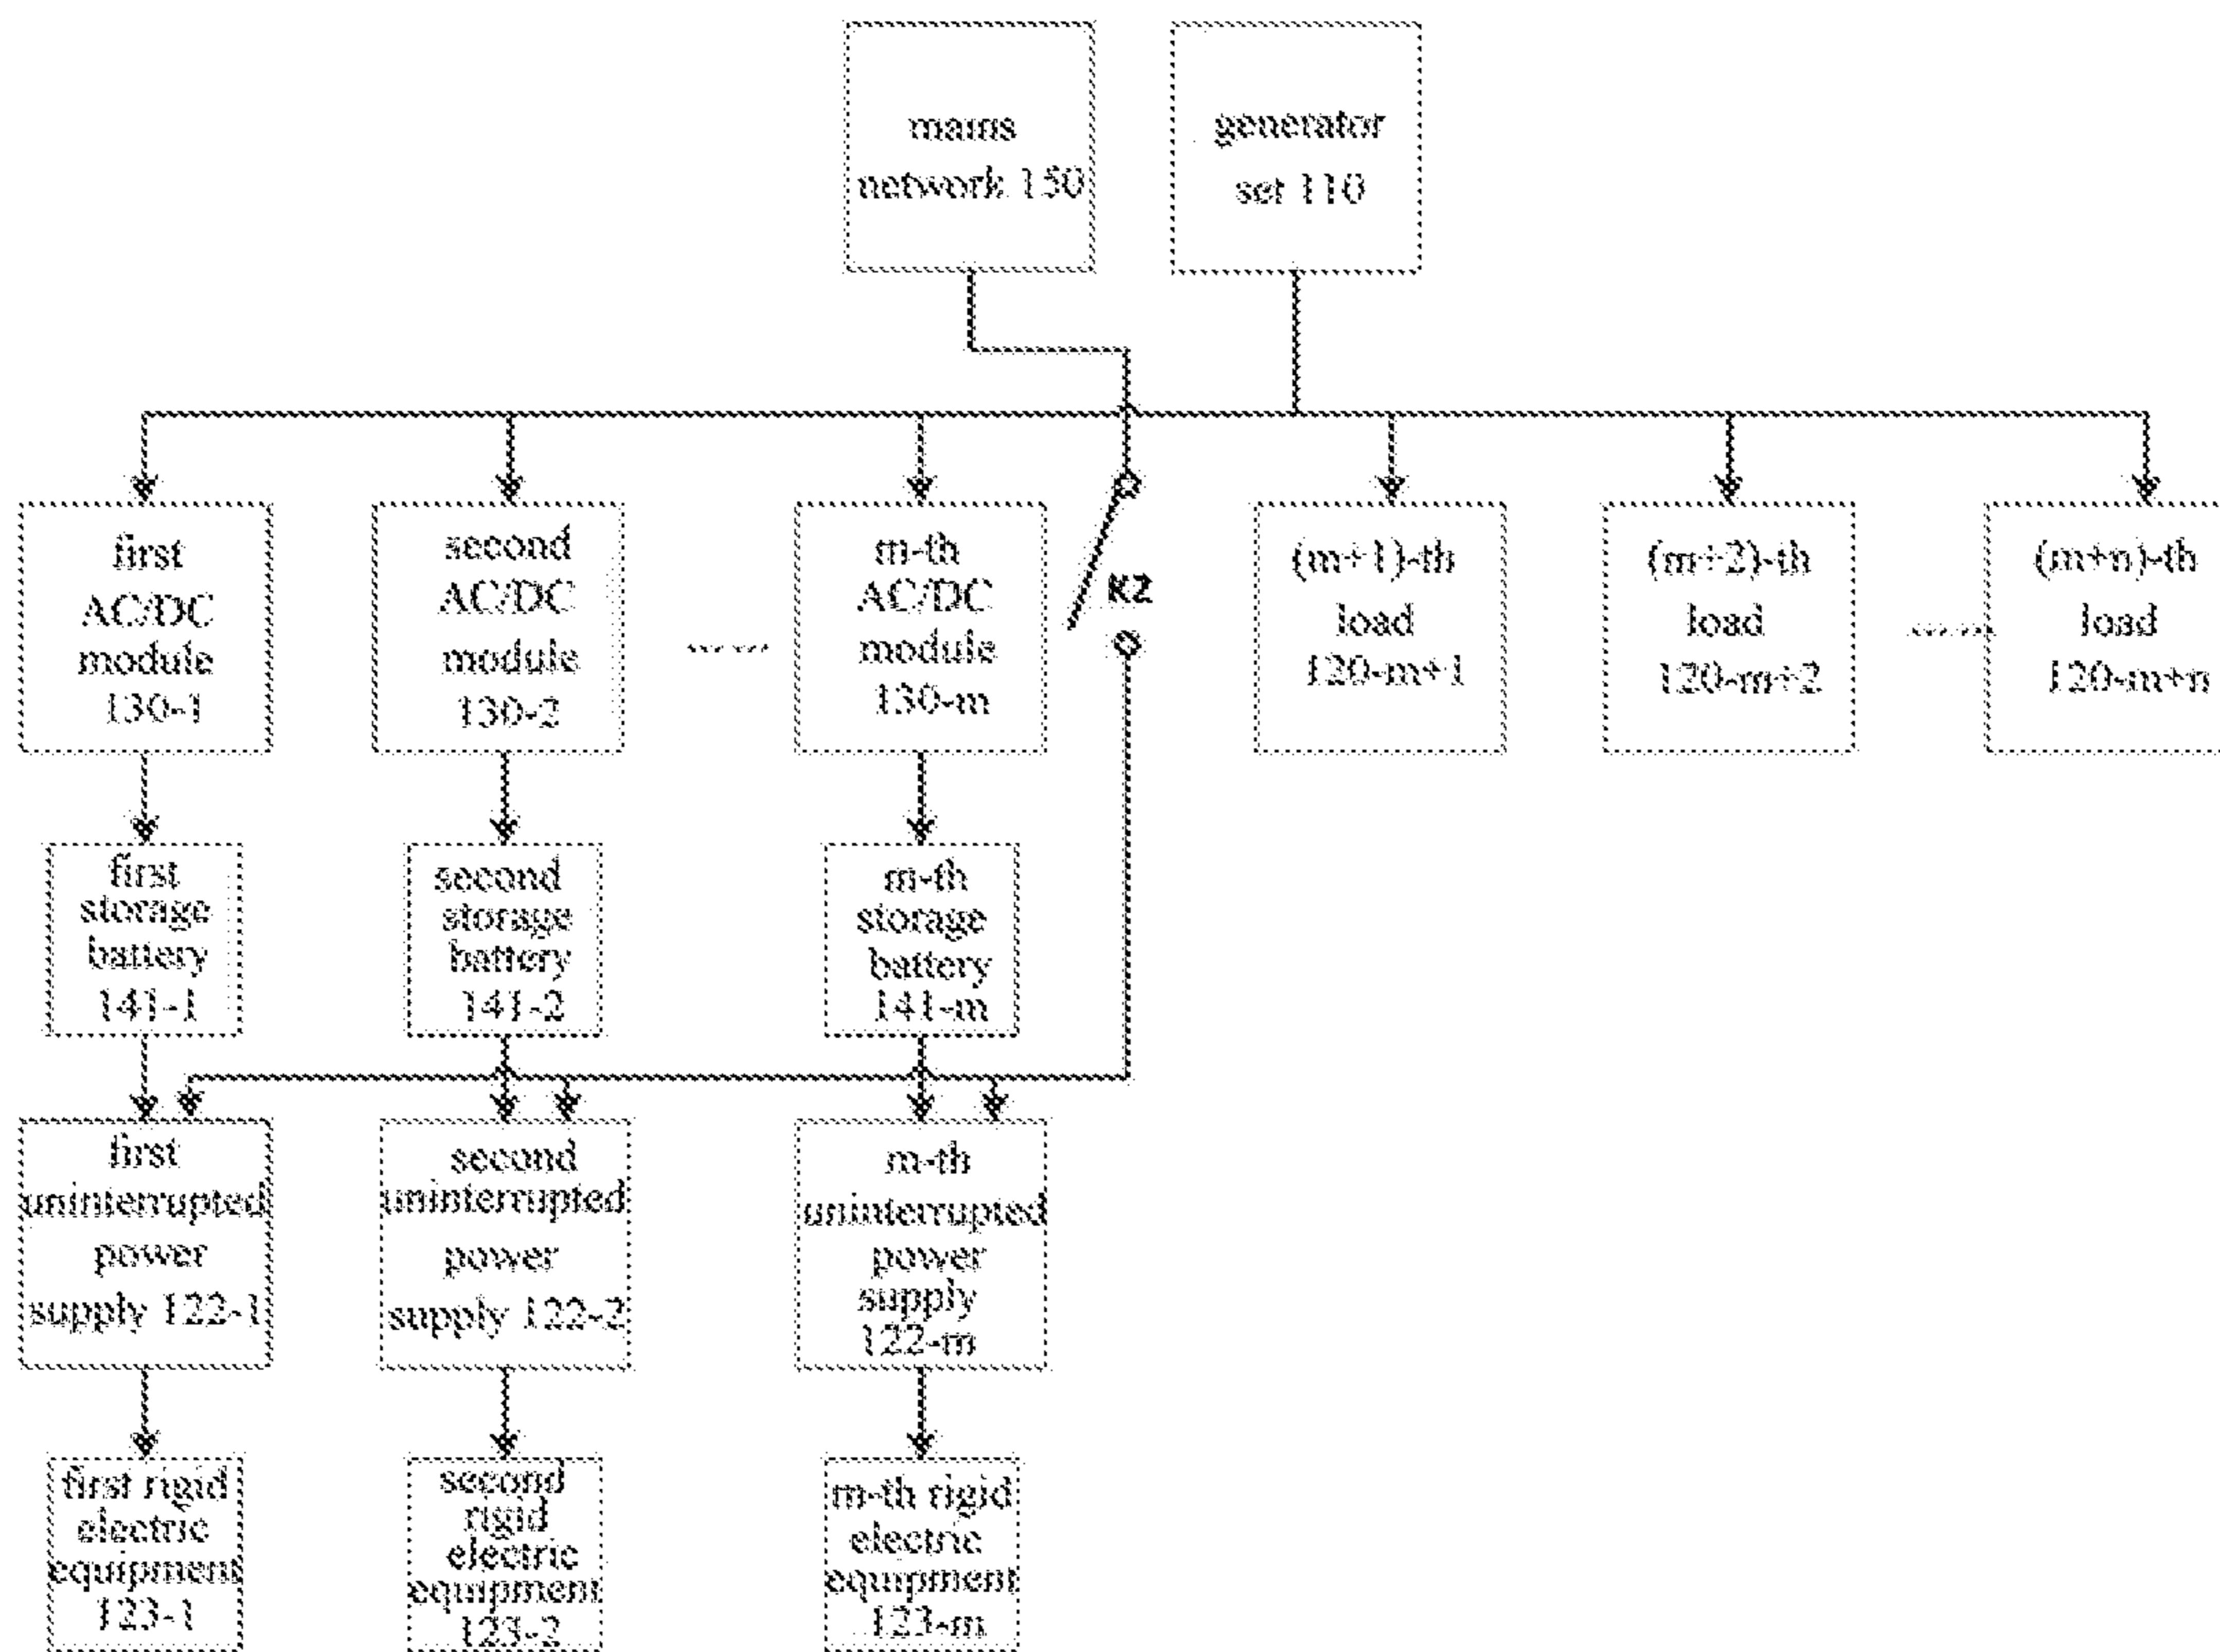 mains
network 150
generator
set 110
first
AC/DC
module
130-1
second
AC/DC
module
130-2
......
m-th
AC/DC
module
130-m
K2
(m+1)-th
load
120-m+1
(m+2)-th
load
120-m+2
......
(m+n)-th
load
120-m+n
first
storage
battery
141-1
second
storage
battery
141-2
m-th
storage
battery
141-m
first
uninterrupted
power
supply 122-1
second
uninterrupted
power
supply 122-2
m-th
uninterrupted
power
supply
122-m
first rigid
electric
equipment
123-1
second
rigid
electric
equipment
123-2
m-th rigid
electric
equipment
123-m